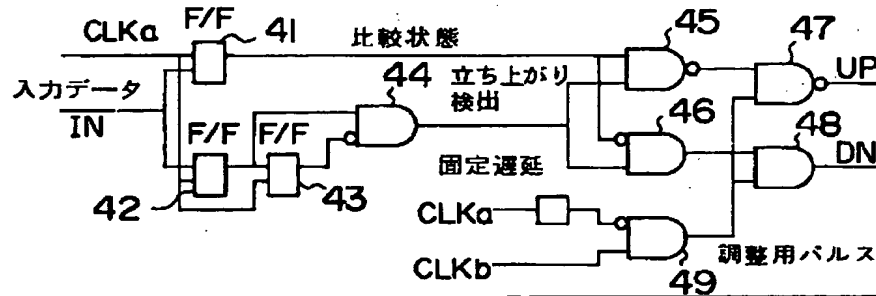 CLKa
F/F
41
比較状態
45
47
UP
入力データ
IN
44
立ち上がり
検出
46
48
DN
F/F
F/F
42
43
固定遅延
CLKa
CLKb
49
調整用パルス